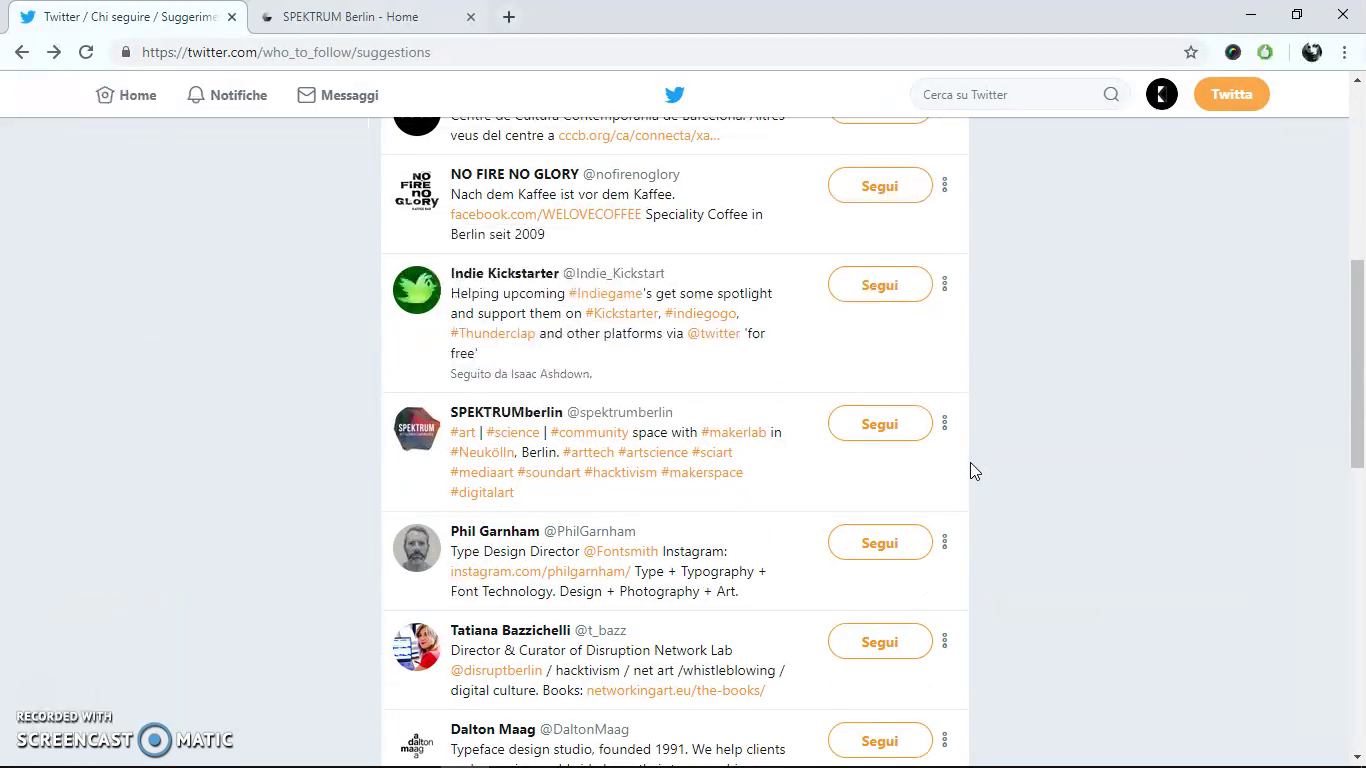 Twitter / Chi seguire / Suggerime
SPEKTRUM Berlin - Home
https://twitter.com/who_to_follow/suggestions
Home
Notifiche
Messaggi
Cerca su Twitter
Twitta
Centre de Cultura Contemporània de Barcelona. Altres
veus del centre a cccb.org/ca/connecta/xa...
NO FIRE NO GLORY @nofirenoglory
Segui
NO
FIRE
NO
GLORY
KAFFEE BAR
Nach dem Kaffee ist vor dem Kaffee.
facebook.com/WELOVECOFFEE Speciality Coffee in
Berlin seit 2009
Indie Kickstarter @Indie_Kickstart
Segui
Helping upcoming #Indiegame's get some spotlight
and support them on #Kickstarter, #indiegogo,
#Thunderclap and other platforms via @twitter 'for
free'
Seguito da Isaac Ashdown.
SPEKTRUMberlin @spektrumberlin
Segui
SPEKTRUM
#art | #science | #community space with #makerlab in
#Neukölln, Berlin. #arttech #artscience #sciart
#mediaart #soundart #hacktivism #makerspace
#digitalart
Phil Garnham @PhilGarnham
Segui
Type Design Director @Fontsmith Instagram:
instagram.com/philgarnham/ Type + Typography +
Font Technology. Design + Photography + Art.
Tatiana Bazzichelli @t_bazz
Segui
Director & Curator of Disruption Network Lab
@disruptberlin / hacktivism / net art /whistleblowing /
digital culture. Books: networkingart.eu/the-books/
Dalton Maag @DaltonMaag
Segui
dalton
maag
Typeface design studio, founded 1991. We help clients
RECORDED WITH
SCREENCAST MATIC